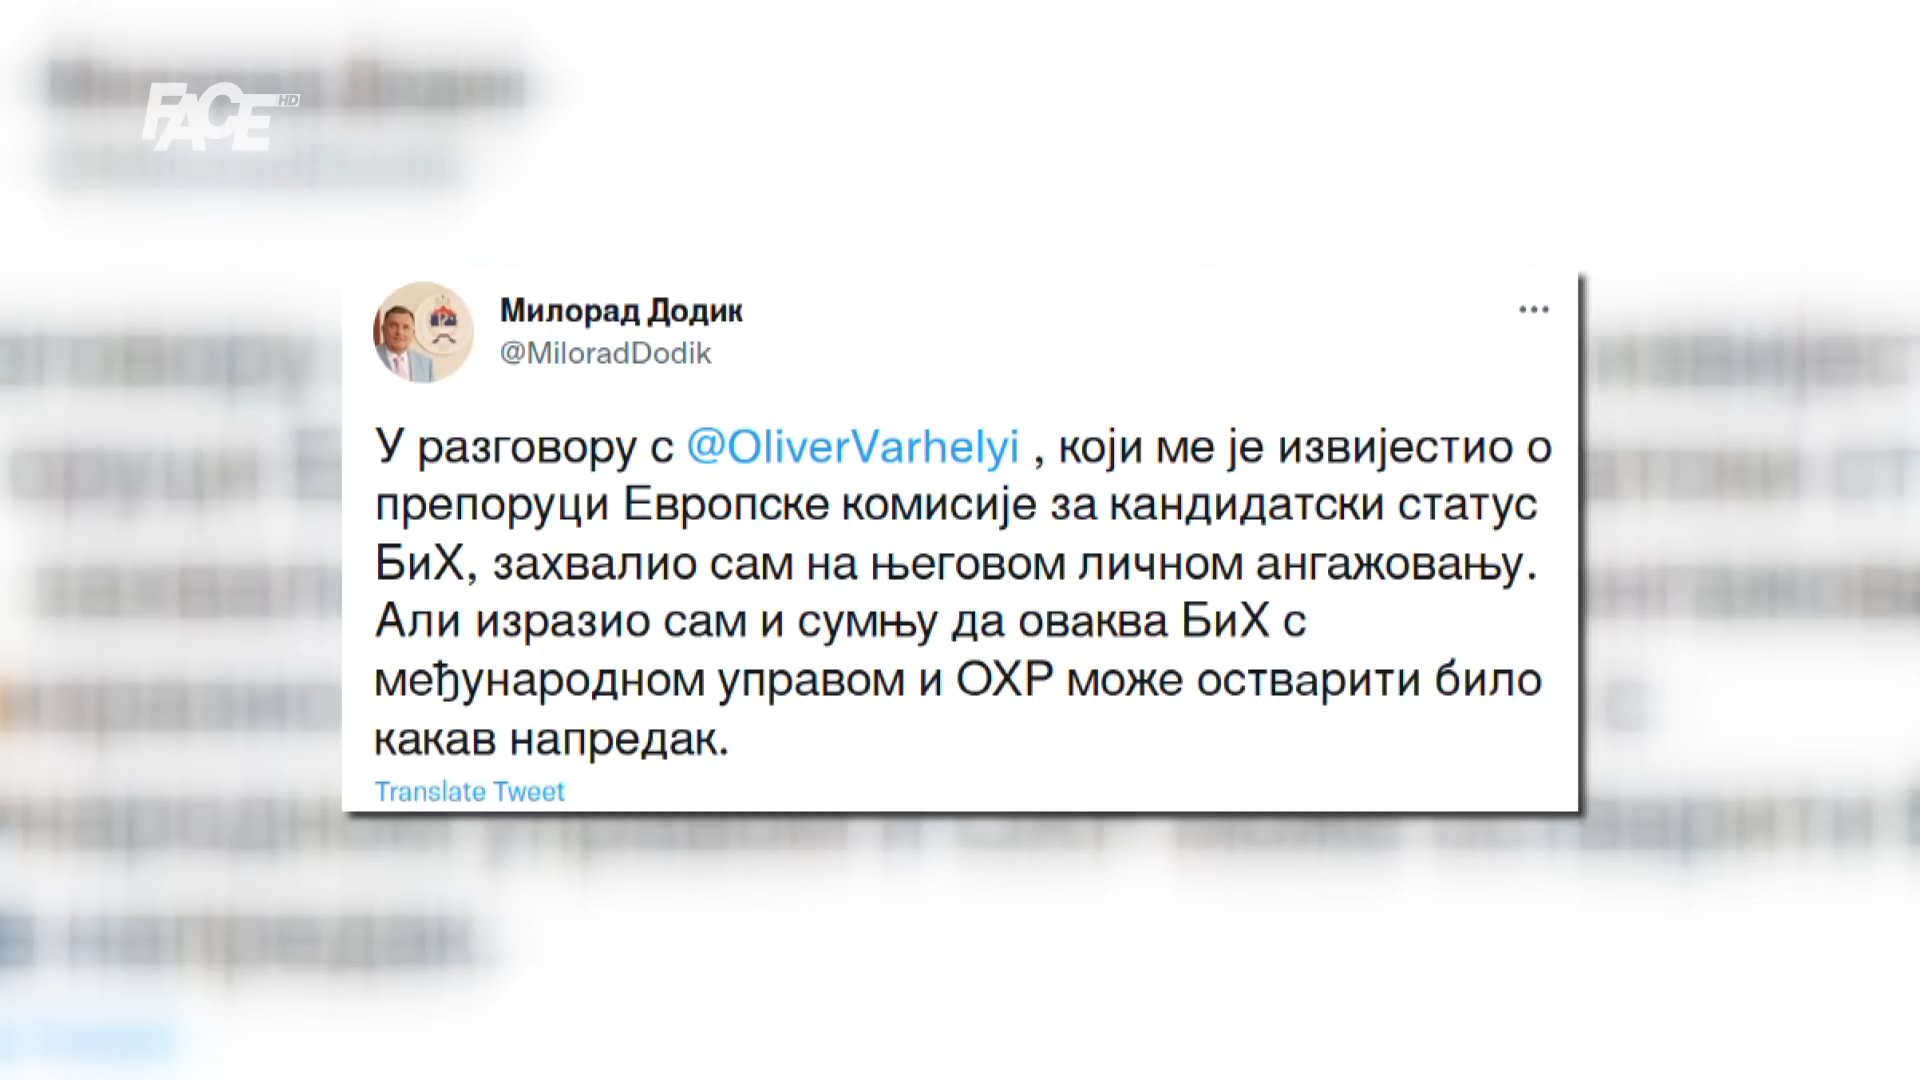 FACE HD
Милорад Додик
@MiloradDodik
У разговору с @OliverVarhelyi , који ме је извијестио о
препоруци Европске комисије за кандидатски статус
БиХ, захвалио сам на његовом личном ангажовању.
Али изразио сам и сумњу да оваква БиХ с
међународном управом и ОХР може остварити било
какав напредак.
Translate Tweet